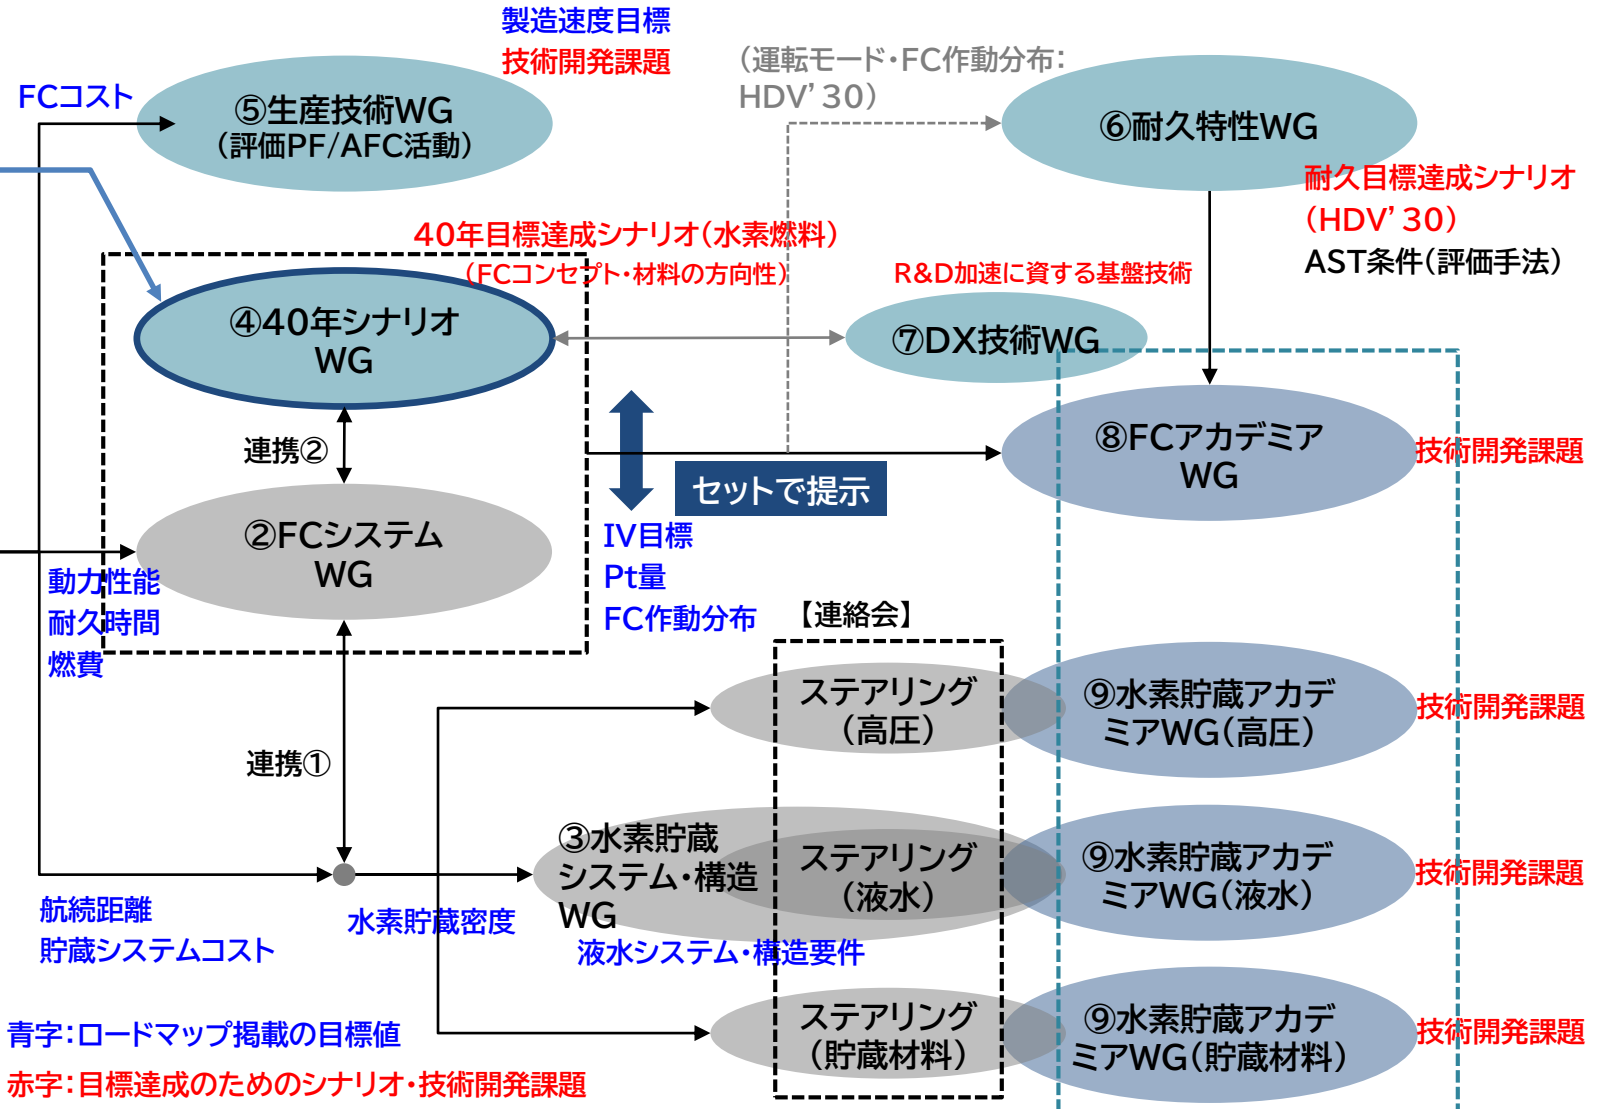 製造速度目標
技術開発課題
FCコスト
⑤生産技術WG
（評価PF/AFC活動）
（運転モード・FC作動分布：
HDV’30）
⑥耐久特性WG
耐久目標達成シナリオ
（HDV’30）
AST条件（評価手法）
40年目標達成シナリオ（水素燃料）
（FCコンセプト・材料の方向性）
R&D加速に資する基盤技術
④40年シナリオ
WG
⑦DX技術WG
連携②
⑧FCアカデミア
WG
技術開発課題
セットで提示
②FCシステム
WG
IV目標
Pt量
FC作動分布
動力性能
耐久時間
燃費
【連絡会】
ステアリング
（高圧）
⑨水素貯蔵アカデ
ミアWG（高圧）
技術開発課題
連携①
③水素貯蔵
システム・構造
WG
ステアリング
（液水）
⑨水素貯蔵アカデ
ミアWG（液水）
技術開発課題
航続距離
貯蔵システムコスト
水素貯蔵密度
液水システム・構造要件
ステアリング
（貯蔵材料）
⑨水素貯蔵アカデ
ミアWG（貯蔵材料）
技術開発課題
青字：ロードマップ掲載の目標値
赤字：目標達成のためのシナリオ・技術開発課題